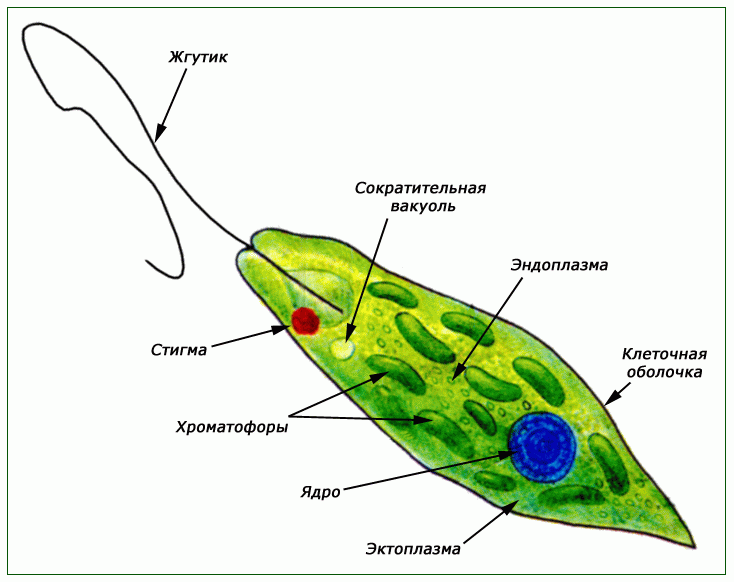 Жгутик
Сократительная
вакуоль
Эндоплазма
Стигма
Клеточная
оболочка
Хроматофоры
Ядро
Эктоплазма